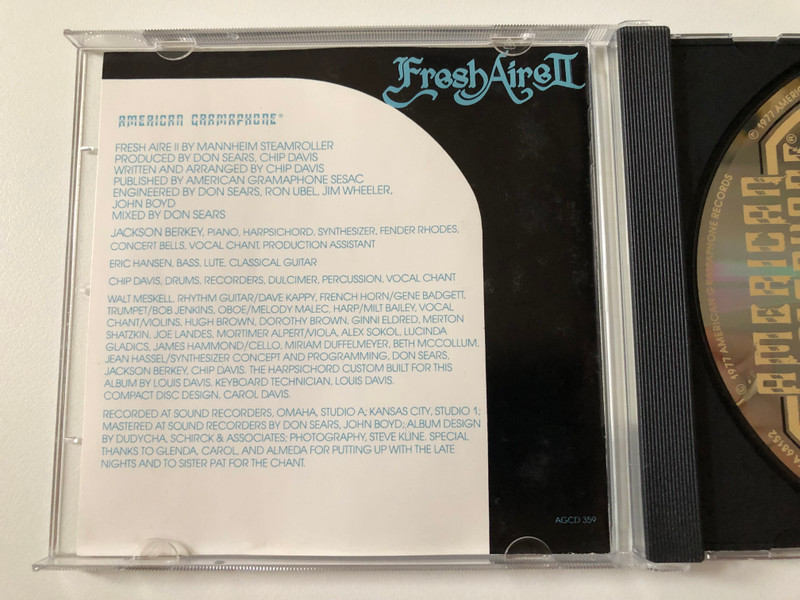 Fresh Aire II
AMERICAN GRAMAPHONE®
FRESH AIRE II BY MANNHEIM STEAMROLLER
PRODUCED BY DON SEARS, CHIP DAVIS
WRITTEN AND ARRANGED BY CHIP DAVIS
PUBLISHED BY AMERICAN GRAMAPHONE SESAC
ENGINEERED BY DON SEARS, RON UBEL, JIM WHEELER,
JOHN BOYD
MIXED BY DON SEARS
JACKSON BERKEY, PIANO, HARPSICHORD, SYNTHESIZER, FENDER RHODES,
CONCERT BELLS, VOCAL CHANT, PRODUCTION ASSISTANT
ERIC HANSEN, BASS, LUTE, CLASSICAL GUITAR
CHIP DAVIS, DRUMS, RECORDERS, DULCIMER, PERCUSSION, VOCAL CHANT
WALT MESKELL, RHYTHM GUITAR/DAVE KAPPY, FRENCH HORN/GENE BADGETT,
TRUMPET/BOB JENKINS, OBOE/MELODY MALEC, HARP/MILT BAILEY, VOCAL
CHANT/VIOLINS, HUGH BROWN, DOROTHY BROWN, GINNI ELDRED, MERTON
SHATZKIN, JOE LANDES, MORTIMER ALPERT/VIOLA, ALEX SOKOL, LUCINDA
GLADICS, JAMES HAMMOND/CELLO, MIRIAM DUFFELMEYER, BETH MCCOLLUM,
JEAN HASSEL/SYNTHESIZER CONCEPT AND PROGRAMMING, DON SEARS,
JACKSON BERKEY, CHIP DAVIS. THE HARPSICHORD CUSTOM BUILT FOR THIS
ALBUM BY LOUIS DAVIS. KEYBOARD TECHNICIAN, LOUIS DAVIS.
COMPACT DISC DESIGN, CAROL DAVIS.
RECORDED AT SOUND RECORDERS, OMAHA, STUDIO A; KANSAS CITY, STUDIO 1;
MASTERED AT SOUND RECORDERS BY DON SEARS, JOHN BOYD; ALBUM DESIGN
BY DUDYCHA, SCHIRCK & ASSOCIATES; PHOTOGRAPHY, STEVE KLINE. SPECIAL
THANKS TO GLENDA, CAROL, AND ALMEDA FOR PUTTING UP WITH THE LATE
NIGHTS AND TO SISTER PAT FOR THE CHANT.
AGCD 359
℗ 1977 AMERICAN
© 1977 AMERICAN GRAMAPHONE RECORDS
AMERICAN